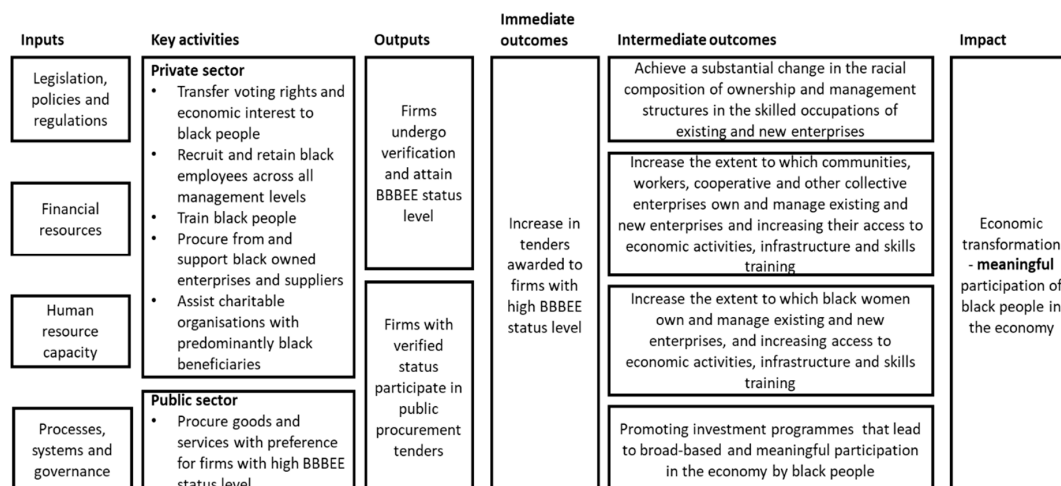 Inputs
Key activities
Outputs
Immediate
outcomes
Intermediate outcomes
Impact
Legislation,
policies and
regulations
Financial
resources
Human
resource
capacity
Processes,
systems and
governance
Private sector
• Transfer voting rights and
economic interest to
black people
• Recruit and retain black
employees across all
management levels
• Train black people
• Procure from and
support black owned
enterprises and suppliers
• Assist charitable
organisations with
predominantly black
beneficiaries
Public sector
• Procure goods and
services with preference
for firms with high BBBEE
status level
Firms
undergo
verification
and attain
BBBEE status
level
Firms with
verified
status
participate in
public
procurement
tenders
Increase in
tenders
awarded to
firms with
high BBBEE
status level
Achieve a substantial change in the racial
composition of ownership and management
structures in the skilled occupations of
existing and new enterprises
Increase the extent to which communities,
workers, cooperative and other collective
enterprises own and manage existing and
new enterprises and increasing their access to
economic activities, infrastructure and skills
training
Increase the extent to which black women
own and manage existing and new
enterprises, and increasing access to
economic activities, infrastructure and skills
training
Promoting investment programmes that lead
to broad-based and meaningful participation
in the economy by black people
Economic
transformation
- meaningful
participation of
black people in
the economy